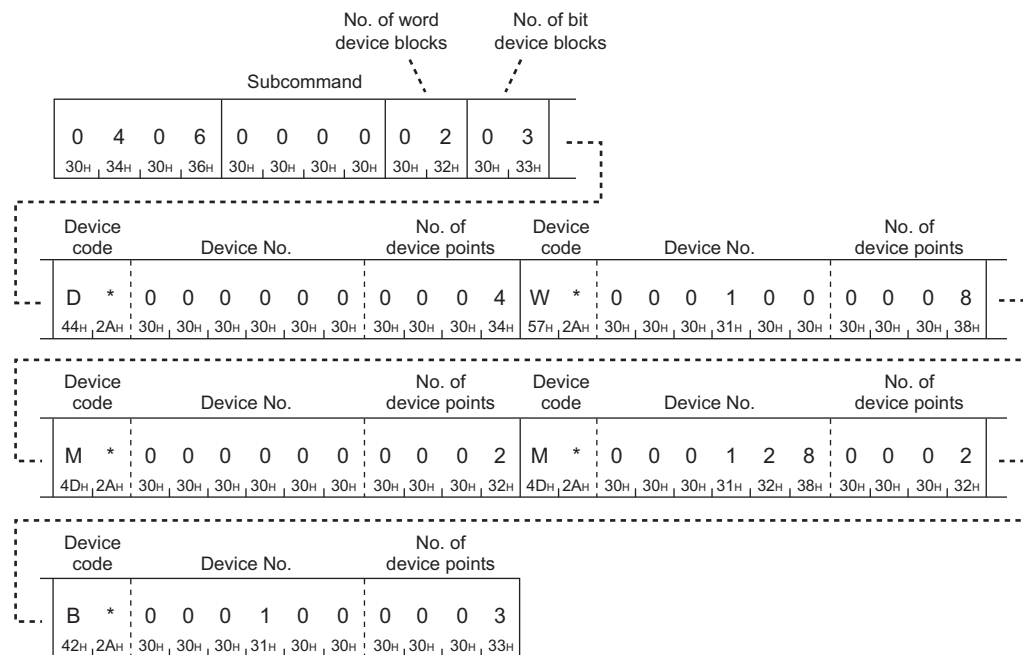 No. of word device blocks
No. of bit device blocks
Subcommand
0 4 0 6 0 0 0 0 0 2 0 3
30H 34H 30H 36H 30H 30H 30H 30H 30H 32H 30H 33H
Device code Device No. No. of device points Device code Device No. No. of device points
D * 0 0 0 0 0 0 0 0 0 4 W * 0 0 0 1 0 0 0 0 0 8
44H 2AH 30H 30H 30H 30H 30H 30H 30H 30H 30H 34H 57H 2AH 30H 30H 30H 31H 30H 30H 30H 30H 30H 38H
Device code Device No. No. of device points Device code Device No. No. of device points
M * 0 0 0 0 0 0 0 0 0 2 M * 0 0 0 1 2 8 0 0 0 2
4DH 2AH 30H 30H 30H 30H 30H 30H 30H 30H 30H 32H 4DH 2AH 30H 30H 30H 31H 32H 38H 30H 30H 30H 32H
Device code Device No. No. of device points
B * 0 0 0 1 0 0 0 0 0 3
42H 2AH 30H 30H 30H 31H 30H 30H 30H 30H 30H 33H